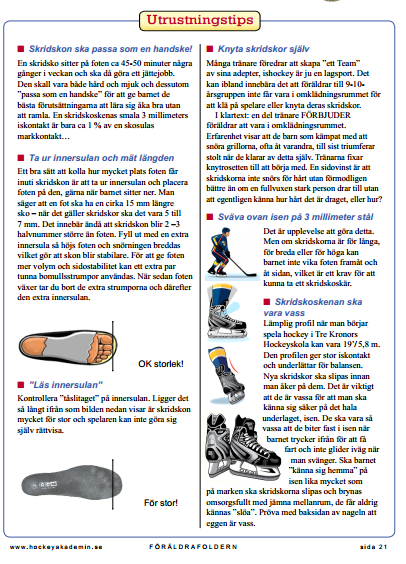 Utrustningstips
Skridskon ska passa som en handske!
En skridsko sitter på foten ca 45-50 minuter några
gånger i veckan och ska då göra ett jättejobb.
Den skall vara både hård och mjuk och dessutom
"passa som en handske" för att ge barnet de
bästa förutsättningarna att lära sig åka bra utan
att ramla. En skridskoskenas smala 3 millimeters
iskontakt är bara ca 1 % av en skosulas
markkontakt…
Ta ur innersulan och mät längden
Ett bra sätt att kolla hur mycket plats foten får
inuti skridskon är att ta ur innersulan och placera
foten på den, gärna när barnet sitter ner. Man
säger att en fot ska ha en cirka 15 mm längre
sko – när det gäller skridskor ska det vara 5 till
7 mm. Det innebär ändå att skridskon blir 2 –3
halvnummer större än foten. Fyll ut med en extra
innersula så höjs foten och snörningen breddas
vilket gör att skon blir stabilare. För att ge foten
mer volym och sidostabilitet kan ett extra par
tunna bomullsstrumpor användas. När sedan foten
växer tar du bort de extra strumporna och därefter
den extra innersulan.
OK storlek!
"Läs innersulan"
Kontrollera "tåslitaget" på innersulan. Ligger det
så långt ifrån som bilden nedan visar är skridskon
mycket för stor och spelaren kan inte göra sig
själv rättvisa.
För stor!
Knyta skridskor själv
Många tränare föredrar att skapa "ett Team"
av sina adepter, ishockey är ju en lagsport. Det
kan ibland innebära det att föräldrar till 9-10-
årsgruppen inte får vara i omklädningsrummet för
att klä på spelare eller knyta deras skridskor.
I klartext: en del tränare FÖRBJUDER
föräldrar att vara i omklädningsrummet.
Erfarenhet visar att de barn som kämpat med att
snöra grillorna, ofta åt varandra, till sist triumferar
stolt när de klarar av detta själv. Tränarna fixar
knytrosetten till att börja med. En sidovinst är att
skridskorna inte snörs för hårt utan förmodligen
bättre än om en fullvuxen stark person drar till utan
att egentligen känna hur hårt det är draget, eller hur?
Sväva ovan isen på 3 millimeter stål
Det är upplevelse att göra detta.
Men om skridskorna är för långa,
för breda eller för höga kan
barnet inte vika foten framåt och
åt sidan, vilket är ett krav för att
kunna ta ett skridskoskär.
Skridskoskenan ska
vara vass
Lämplig profil när man börjar
spela hockey i Tre Kronors
Hockeyskola kan vara 19'/5,8 m.
Den profilen ger stor iskontakt
och underlättar för balansen.
Nya skridskor ska slipas innan
man åker på dem. Det är viktigt
att de är vassa för att man ska
känna sig säker på det hala
underlaget, isen. De ska vara så
vassa att de biter fast i isen när
barnet trycker ifrån för att få
fart och inte glider iväg när
man svänger. Ska barnet
"känna sig hemma" på
isen lika mycket som
på marken ska skridskorna slipas och brynas
omsorgsfullt med jämna mellanrum, de får aldrig
kännas "slöa". Pröva med baksidan av nageln att
eggen är vass.
www.hockeyakademin.se
FÖRÄLDRAFOLDERN
sida 21